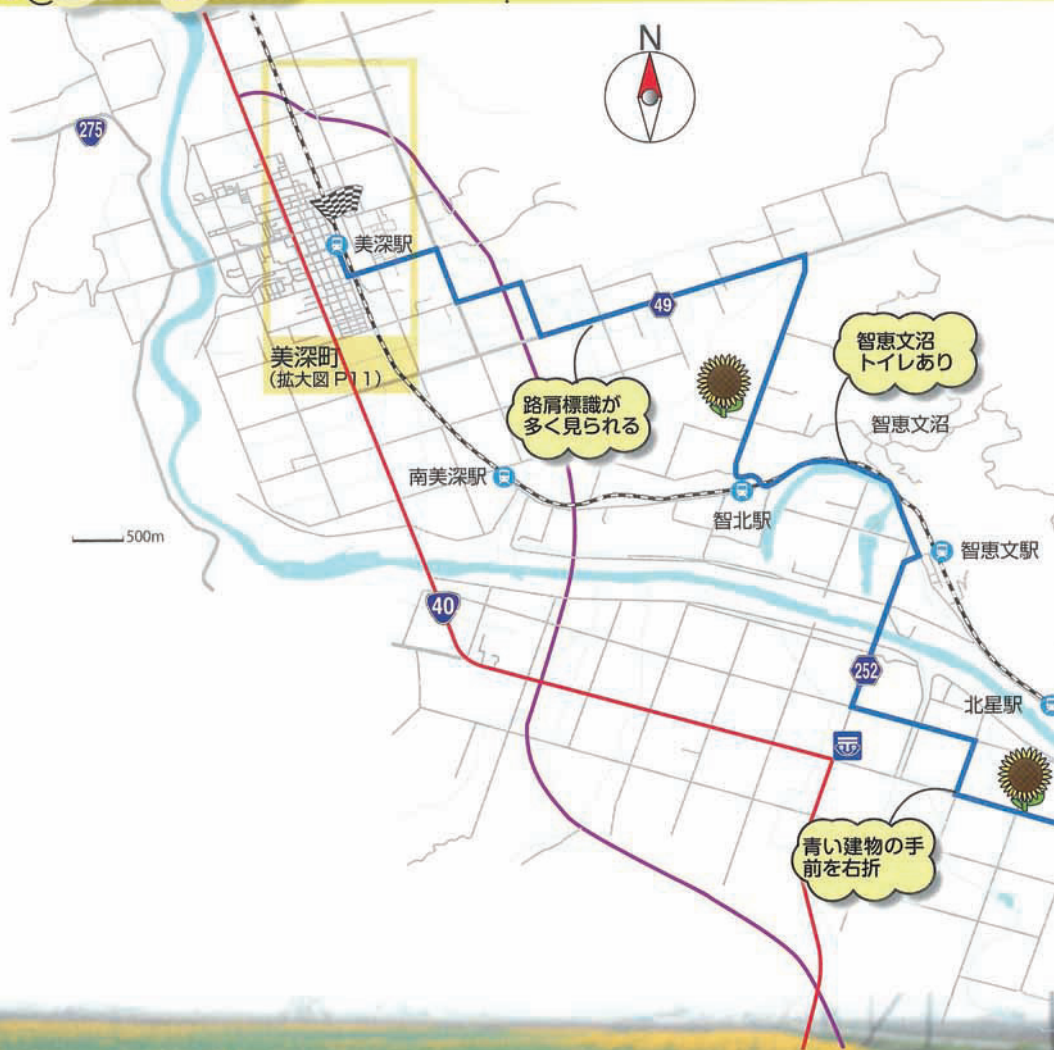 N
275
美深駅
49
美深町
(拡大図 P11)
智恵文沼
トイレあり
路肩標識が
多く見られる
智恵文沼
南美深駅
智北駅
500m
智恵文駅
40
252
北星駅
青い建物の手
前を右折